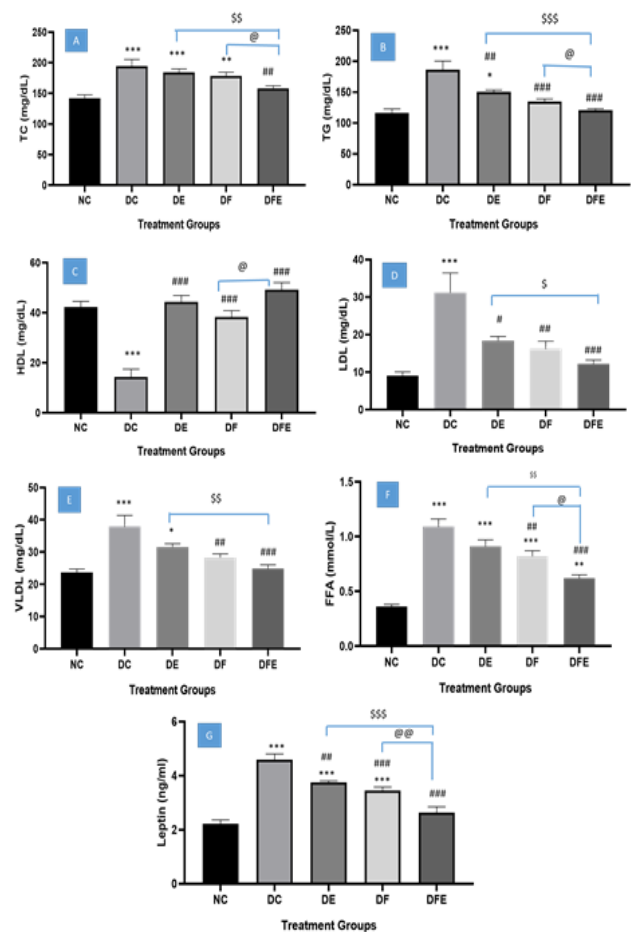 A
TC (mg/dL)
200
150
100
50
0
***
***
**
##
@
$$
NC DC DE DF DFE
Treatment Groups
B
TG (mg/dL)
250
200
150
100
50
0
***
##
*
###
###
@
$$$
NC DC DE DF DFE
Treatment Groups
C
HDL (mg/dL)
60
40
20
0
***
###
###
###
@
NC DC DE DF DFE
Treatment Groups
D
LDL (mg/dL)
40
30
20
10
0
***
#
##
###
$
NC DC DE DF DFE
Treatment Groups
E
VLDL (mg/dL)
50
40
30
20
10
0
***
*
##
###
$$
NC DC DE DF DFE
Treatment Groups
F
FFA (mmol/L)
1.5
1.0
0.5
0.0
***
***
##
***
###
**
@
$$
NC DC DE DF DFE
Treatment Groups
G
Leptin (ng/ml)
6
4
2
0
***
##
***
###
***
###
@@
$$$
NC DC DE DF DFE
Treatment Groups